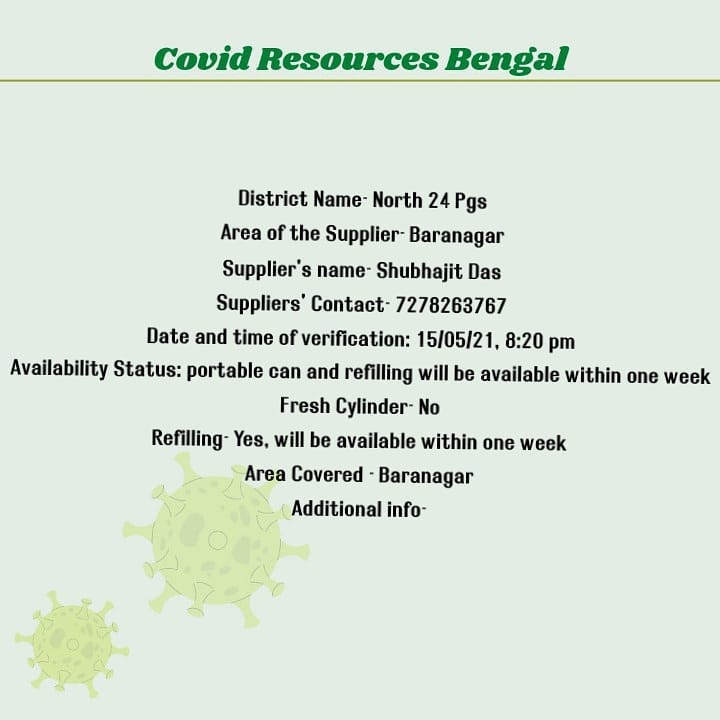 Covid Resources Bengal
District Name- North 24 Pgs
Area of the Supplier- Baranagar
Supplier's name- Shubhajit Das
Suppliers' Contact- 7278263767
Date and time of verification: 15/05/21, 8:20 pm
Availability Status: portable can and refilling will be available within one week
Fresh Cylinder- No
Refilling- Yes, will be available within one week
Area Covered - Baranagar
Additional info-